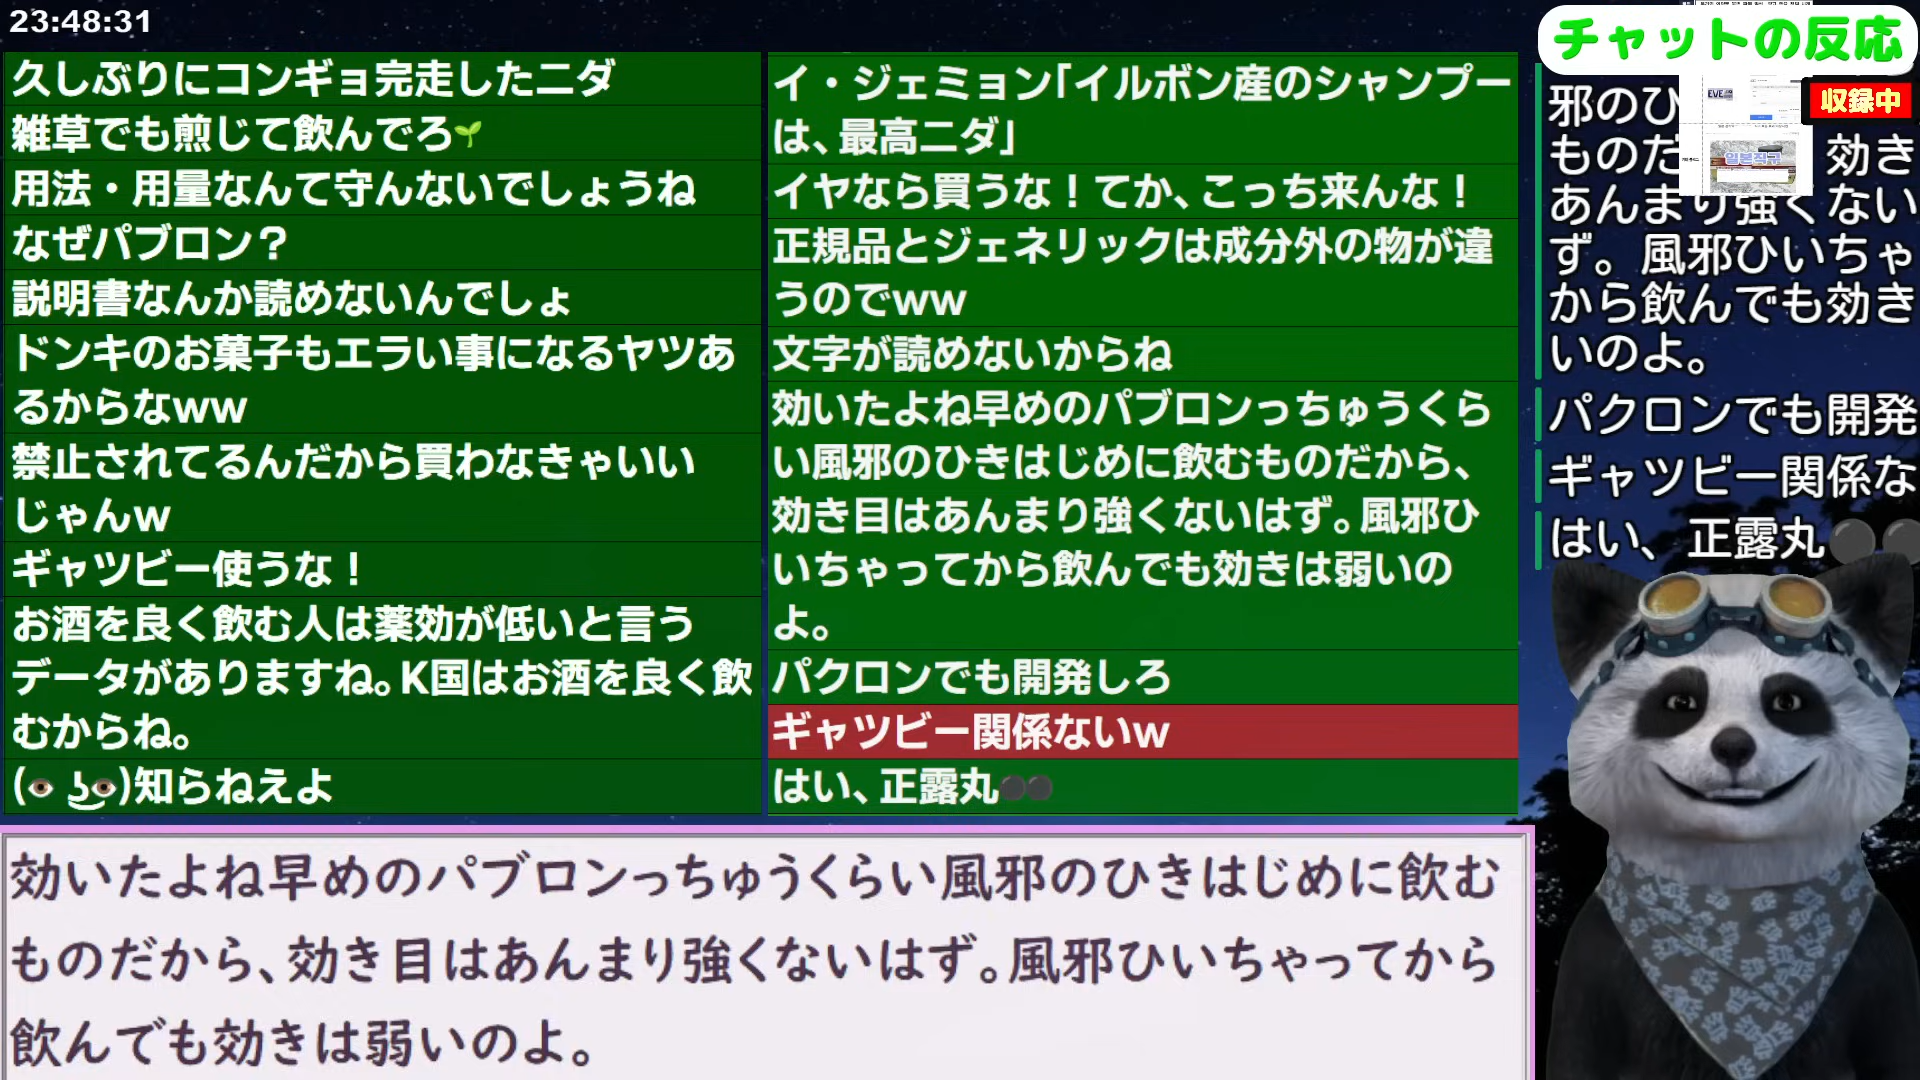 23:48:31
久しぶりにコンギョ完走したニダ
雑草でも煎じて飲んでろ🌱
用法・用量なんて守んないでしょうね
なぜパブロン？
説明書なんか読めないんでしょ
ドンキのお菓子もエラい事になるヤツあ
るからなww
禁止されてるんだから買わなきゃいい
じゃんw
ギャツビー使うな！
お酒を良く飲む人は薬効が低いと言う
データがありますね。K国はお酒を良く飲
むからね。
(👁 ͜ʖ👁)知らねえよ
イ・ジェミョン｢イルボン産のシャンプー
は、最高ニダ｣
イヤなら買うな！てか、こっち来んな！
正規品とジェネリックは成分外の物が違
うのでww
文字が読めないからね
効いたよね早めのパブロンっちゅうくら
い風邪のひきはじめに飲むものだから、
効き目はあんまり強くないはず。風邪ひ
いちゃってから飲んでも効きは弱いの
よ。
パクロンでも開発しろ
ギャツビー関係ないw
はい、正露丸⚫⚫
チャットの反応
収録中
EVE
일본직구
邪のひ
ものだ
効き
あんまり強くない
ず。風邪ひいちゃ
から飲んでも効き
いのよ。
パクロンでも開発
ギャツビー関係な
はい、正露丸⚫⚫
効いたよね早めのパブロンっちゅうくらい風邪のひきはじめに飲む
ものだから、効き目はあんまり強くないはず。風邪ひいちゃってから
飲んでも効きは弱いのよ。